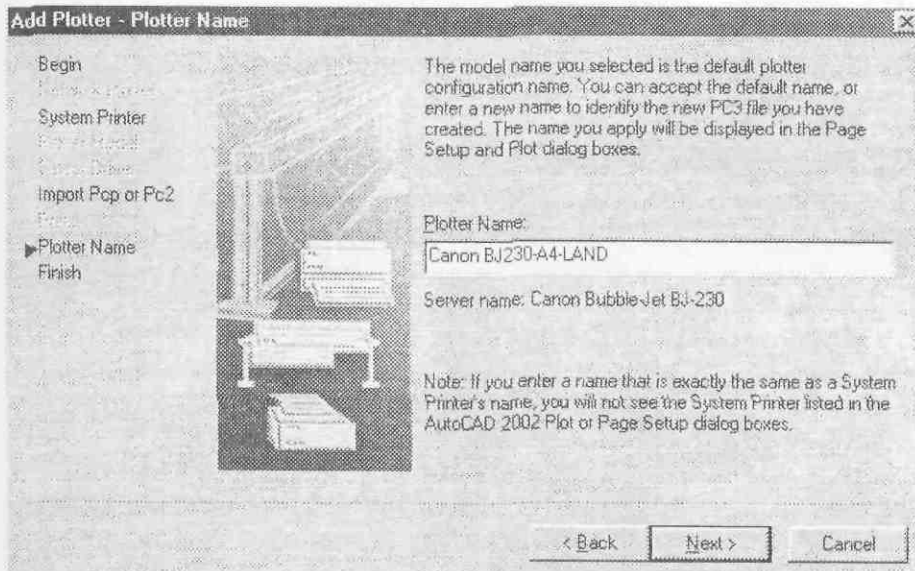 Add Plotter - Plotter Name
Begin
System Printer
Import Pcp or Pc2
Plotter Name
Finish
The model name you selected is the default plotter
configuration name. You can accept the default name, or
enter a new name to identify the new PC3 file you have
created. The name you apply will be displayed in the Page
Setup and Plot dialog boxes.
Plotter Name:
Canon BJ230-A4-LAND
Server name: Canon Bubble-Jet BJ-230
Note: If you enter a name that is exactly the same as a System
Printer's name, you will not see the System Printer listed in the
AutoCAD 2002 Plot or Page Setup dialog boxes.
< Back
Next >
Cancel